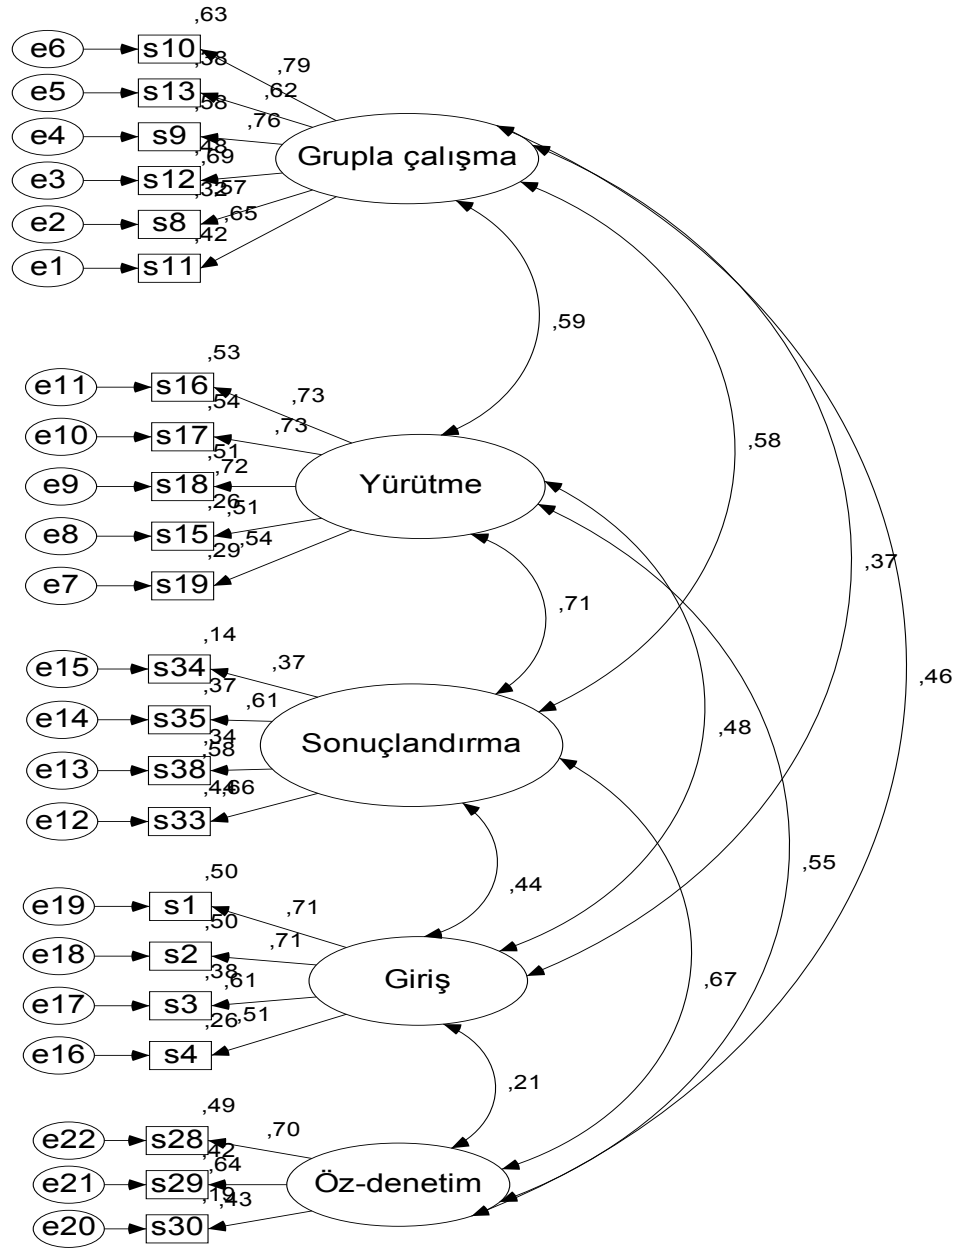 ,63
e6 s10 ,79
,38
e5 s13 ,62
,58
e4 s9 ,76
Grupla çalışma
,48
e3 s12 ,69
,32
e2 s8 ,57
,42
e1 s11 ,65
,59
,53
e11 s16 ,73
,54
e10 s17 ,73
,58
,51
e9 s18 ,72
Yürütme
,26
e8 s15 ,51
,29
e7 s19 ,54
,37
,71
,14
e15 s34 ,37
,46
,37
e14 s35 ,61
Sonuçlandırma
,48
,34
e13 s38 ,58
,44
e12 s33 ,66
,55
,44
,50
e19 s1 ,71
,50
e18 s2 ,71
Giriş
,67
,38
e17 s3 ,61
,26
e16 s4 ,51
,21
,49
e22 s28 ,70
,42
e21 s29 ,64
Öz-denetim
,19
e20 s30 ,43